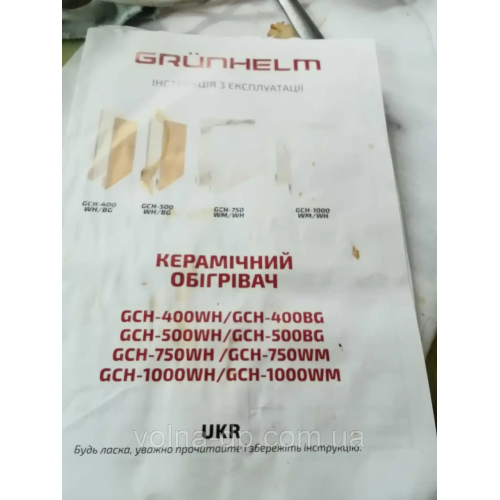 GRÜNHELM
ІНСТРУКЦІЯ З ЕКСПЛУАТАЦІЇ
GCH-400 WH/BG
GCH-500 WH/BG
GCH-750 WM/WH
GCH-1000 WM/WH
КЕРАМІЧНИЙ
ОБІГРІВАЧ
GCH-400WH/GCH-400BG
GCH-500WH/GCH-500BG
GCH-750WH /GCH-750WM
GCH-1000WH/GCH-1000WM
UKR
Будь ласка, уважно прочитайте і збережіть інструкцію.